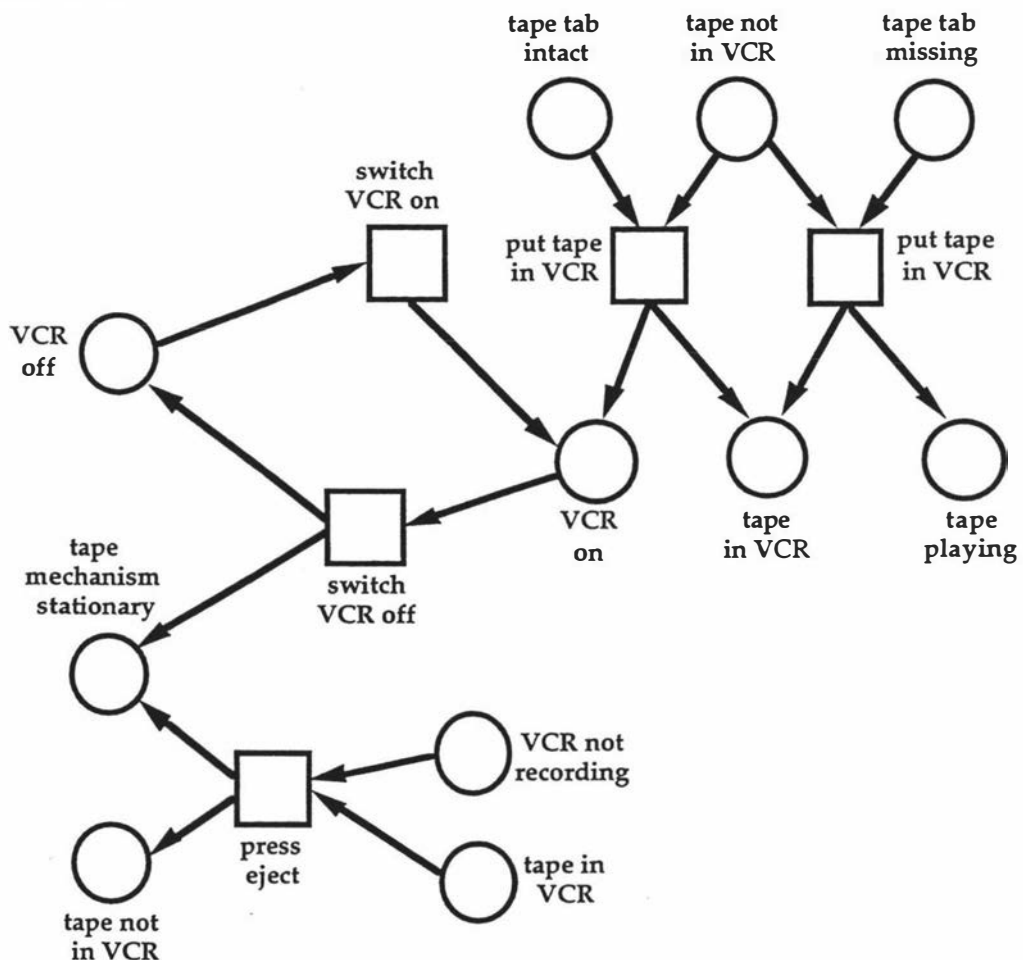 tape tab
intact
tape not
in VCR
tape tab
missing
switch
VCR on
put tape
in VCR
put tape
in VCR
VCR
off
VCR
on
tape
in VCR
tape
playing
tape
mechanism
stationary
switch
VCR off
VCR not
recording
press
eject
tape in
VCR
tape not
in VCR